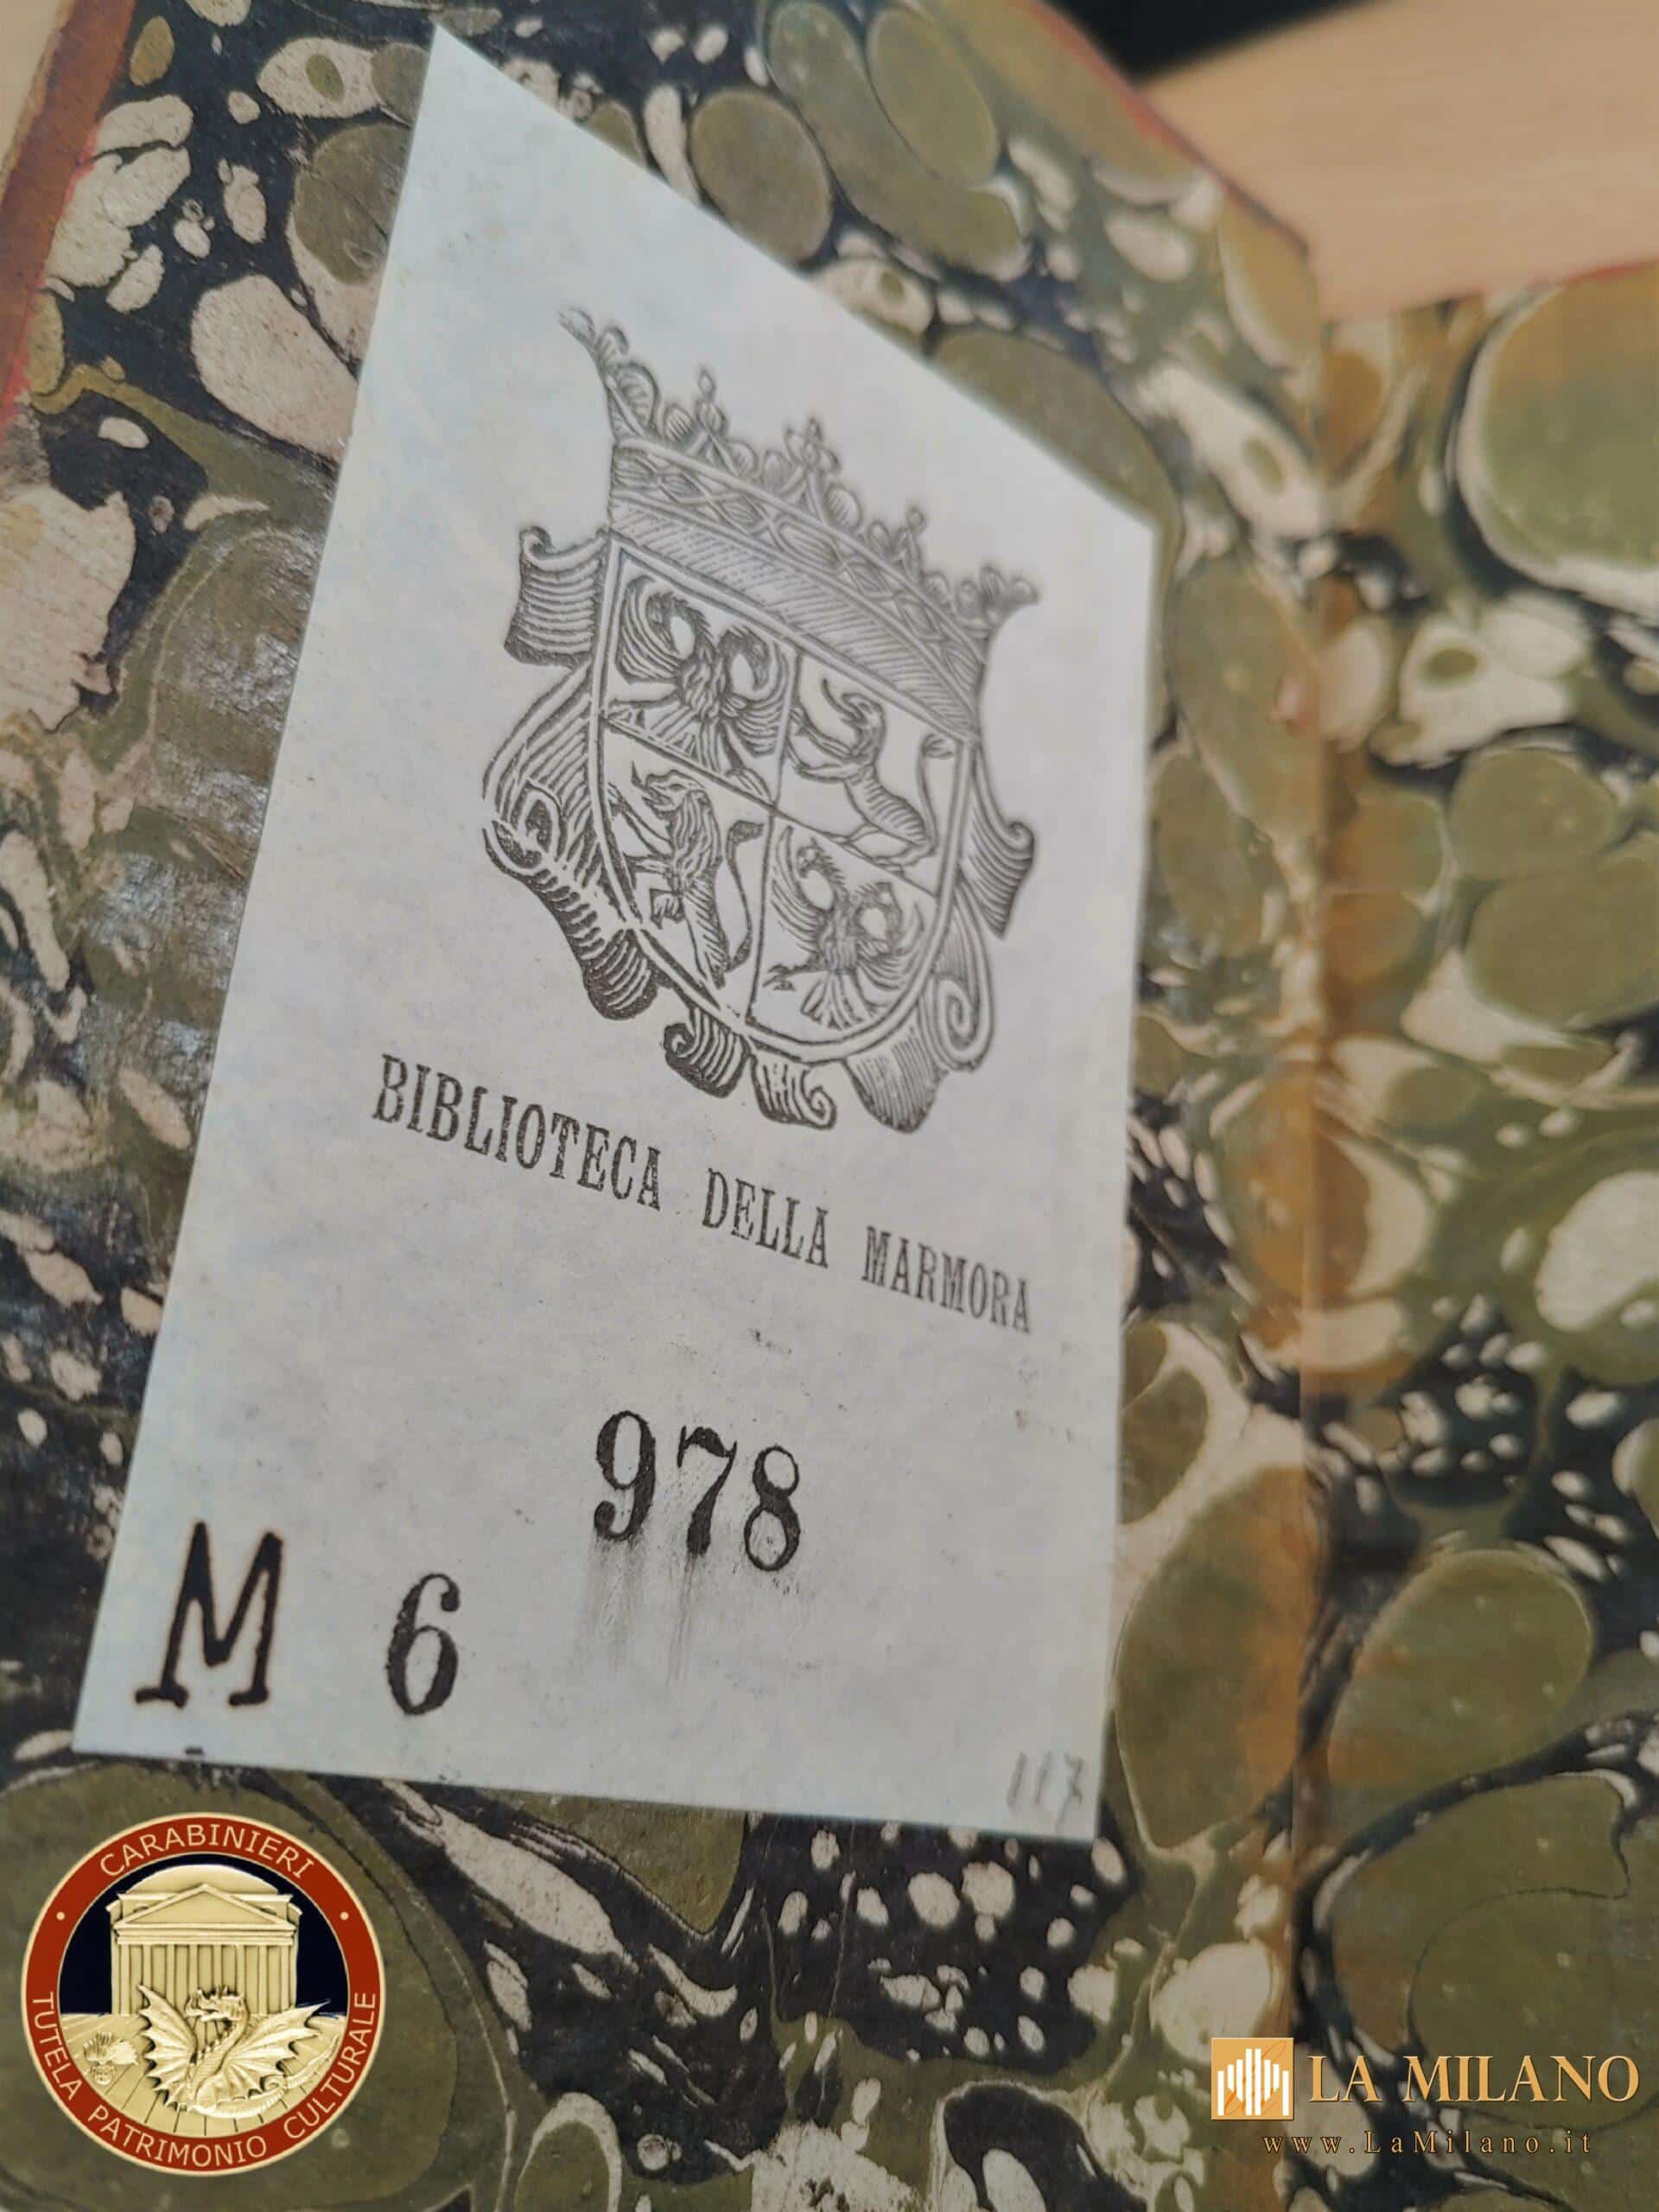 BIBLIOTECA DELLA MARMORA
978
M 6
117
CARABINIERI
TUTELA PATRIMONIO CULTURALE
LA MILANO
www.LaMilano.it